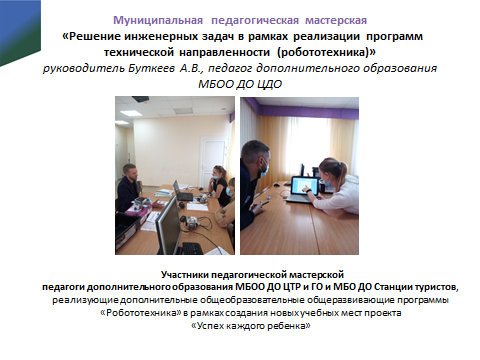 Муниципальная педагогическая мастерская
«Решение инженерных задач в рамках реализации программ
технической направленности (робототехника)»
руководитель Буткеев А.В., педагог дополнительного образования
МБОО ДО ЦДО
Участники педагогической мастерской
педагоги дополнительного образования МБОО ДО ЦТР и ГО и МБО ДО Станции туристов,
реализующие дополнительные общеобразовательные общеразвивающие программы
«Робототехника» в рамках создания новых учебных мест проекта
«Успех каждого ребенка»